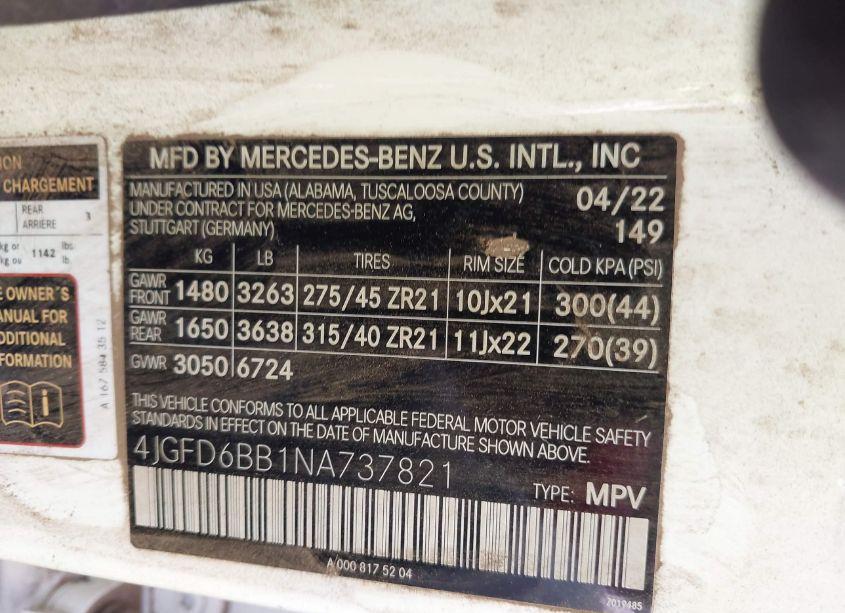 ION
CHARGEMENT
REAR
ARRIÈRE
3
kg or 1142 lbs
kg ou lb.
E OWNER'S
ANUAL FOR
DDITIONAL
FORMATION
A 167 584 35 12
MFD BY MERCEDES-BENZ U.S. INTL., INC
MANUFACTURED IN USA (ALABAMA, TUSCALOOSA COUNTY) 04/22
UNDER CONTRACT FOR MERCEDES-BENZ AG,
STUTTGART (GERMANY) 149
KG LB TIRES RIM SIZE COLD KPA (PSI)
GAWR FRONT 1480 3263 275/45 ZR21 10Jx21 300(44)
GAWR REAR 1650 3638 315/40 ZR21 11Jx22 270(39)
GVWR 3050 6724
THIS VEHICLE CONFORMS TO ALL APPLICABLE FEDERAL MOTOR VEHICLE SAFETY
STANDARDS IN EFFECT ON THE DATE OF MANUFACTURE SHOWN ABOVE.
4JGFD6BB1NA737821
TYPE: MPV
A 000 817 52 04
7019485